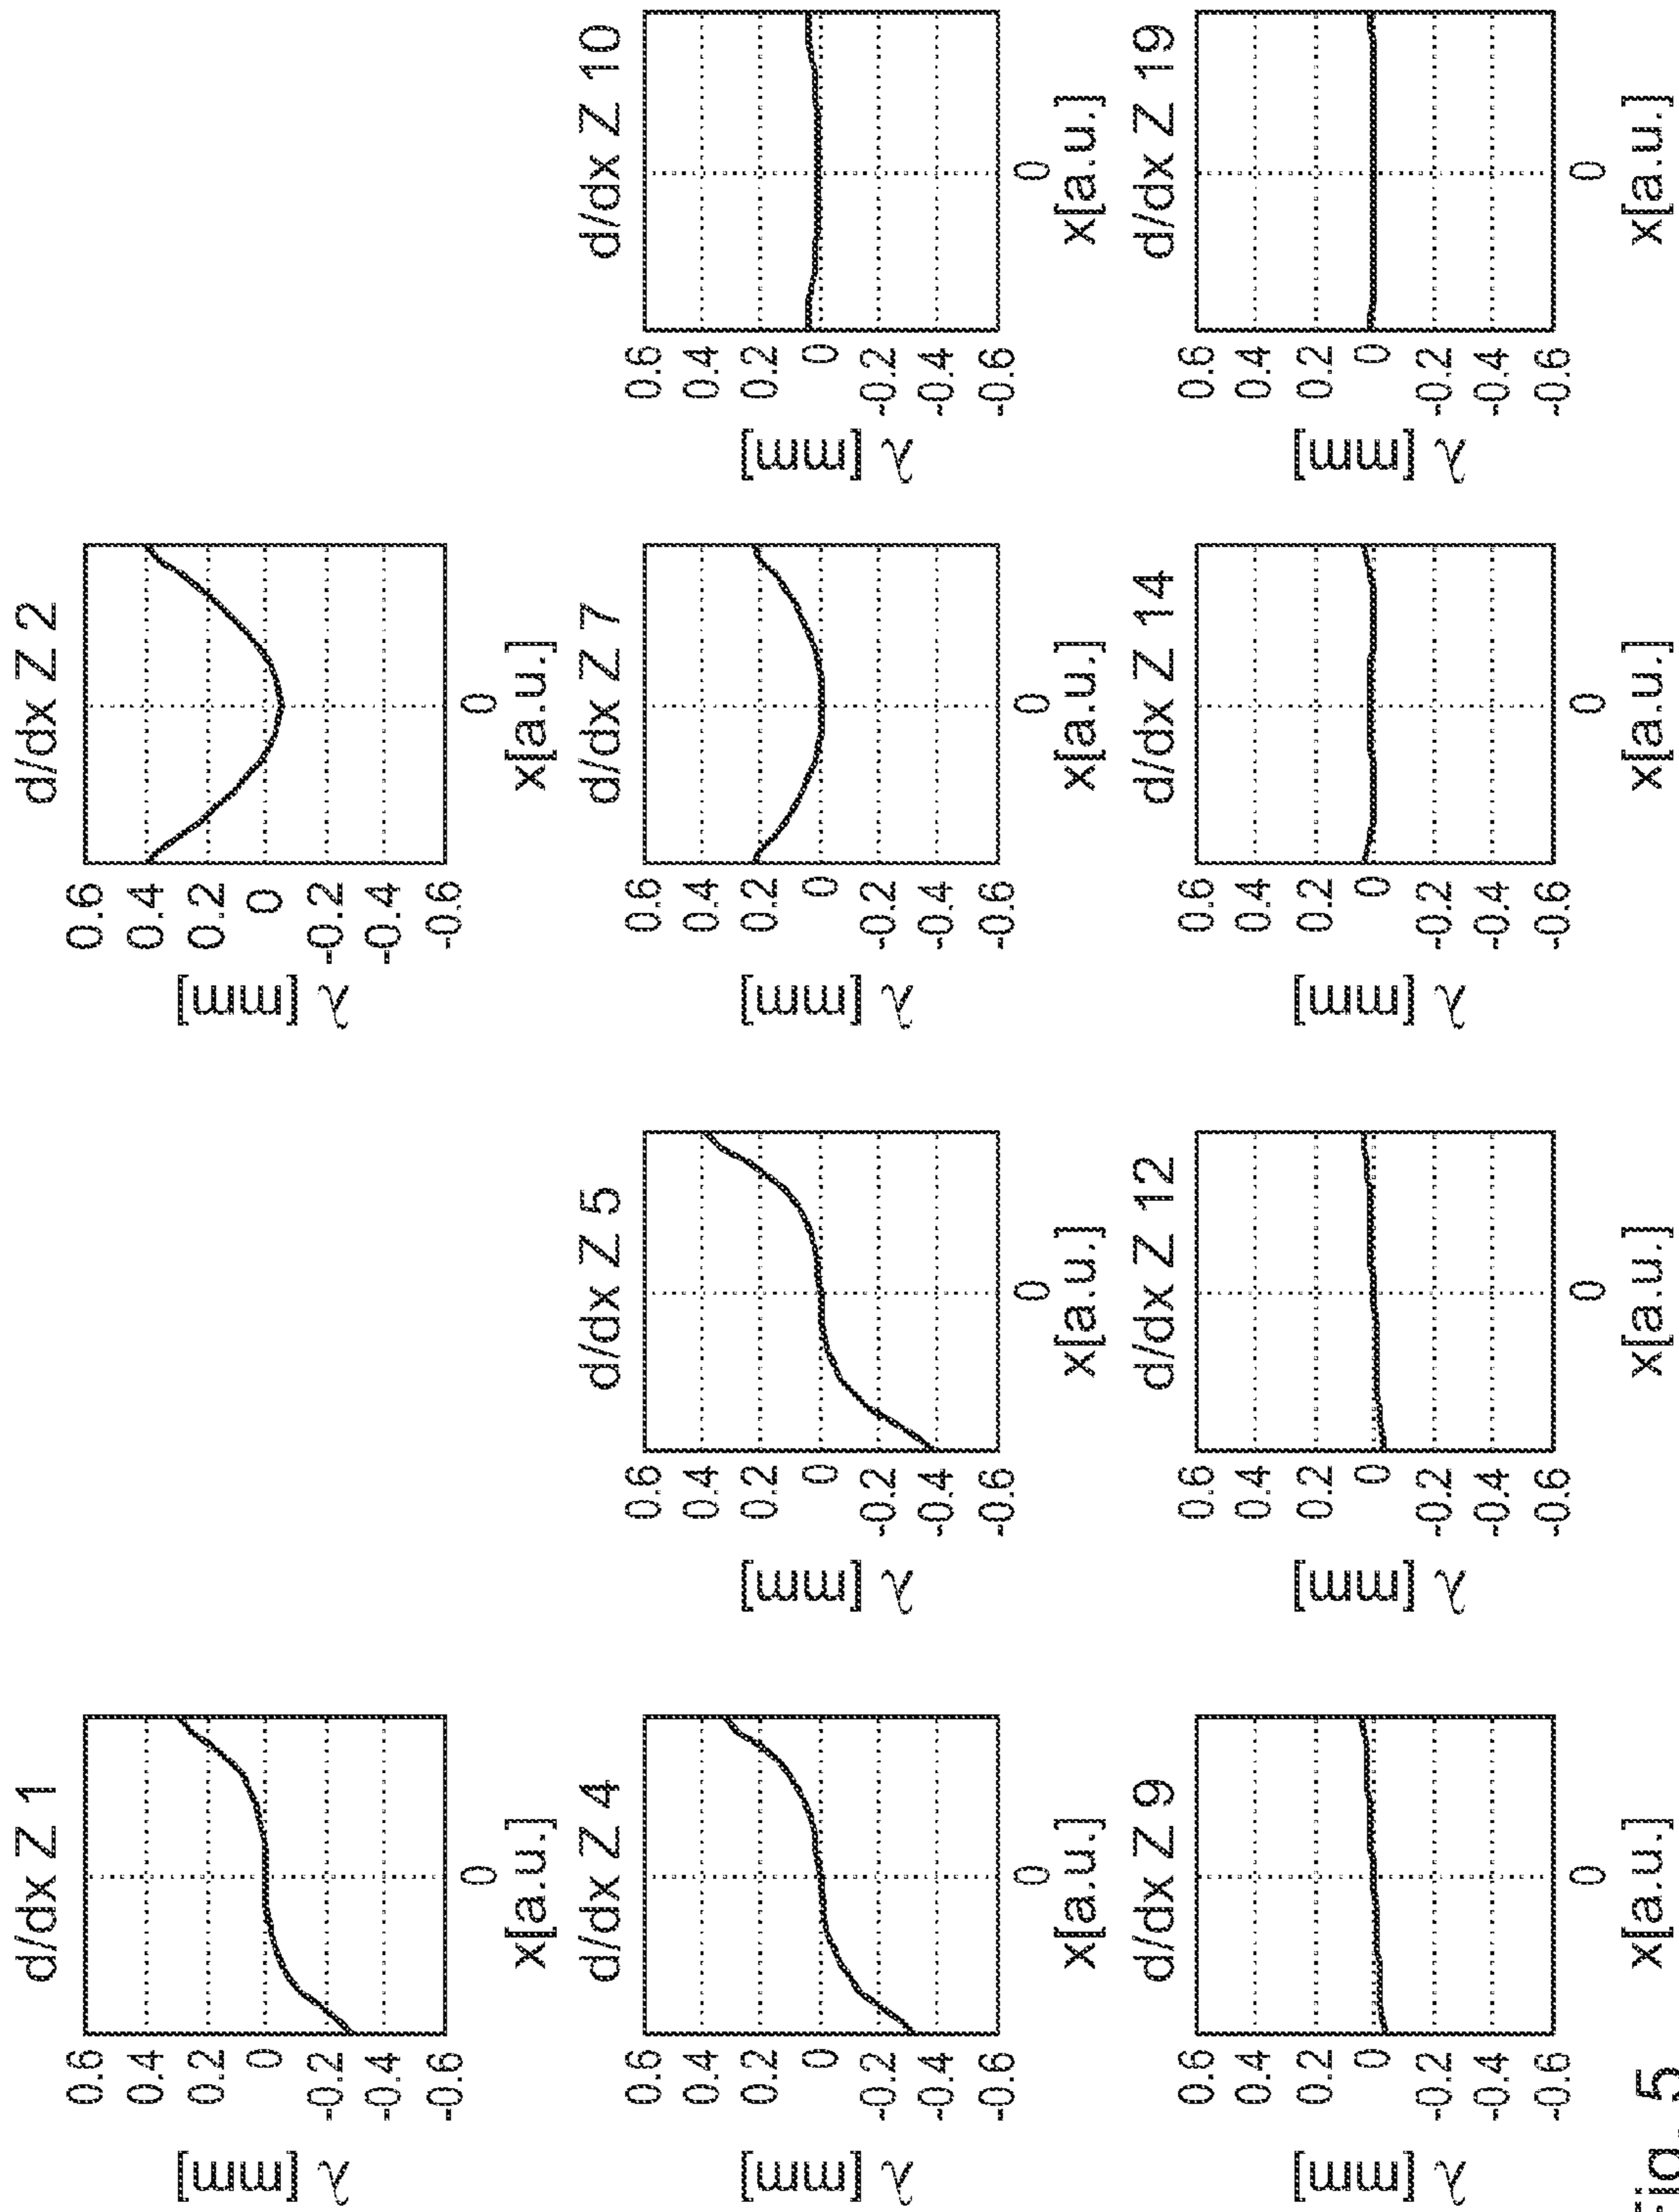 d/dx Z 1
λ [mm]
0.6
0.4
0.2
0
-0.2
-0.4
-0.6
0
x[a.u.]
d/dx Z 2
λ [mm]
0.6
0.4
0.2
0
-0.2
-0.4
-0.6
0
x[a.u.]
d/dx Z 4
λ [mm]
0.6
0.4
0.2
0
-0.2
-0.4
-0.6
0
x[a.u.]
d/dx Z 5
λ [mm]
0.6
0.4
0.2
0
-0.2
-0.4
-0.6
0
x[a.u.]
d/dx Z 7
λ [mm]
0.6
0.4
0.2
0
-0.2
-0.4
-0.6
0
x[a.u.]
d/dx Z 10
λ [mm]
0.6
0.4
0.2
0
-0.2
-0.4
-0.6
0
x[a.u.]
d/dx Z 9
λ [mm]
0.6
0.4
0.2
0
-0.2
-0.4
-0.6
0
x[a.u.]
d/dx Z 12
λ [mm]
0.6
0.4
0.2
0
-0.2
-0.4
-0.6
0
x[a.u.]
d/dx Z 14
λ [mm]
0.6
0.4
0.2
0
-0.2
-0.4
-0.6
0
x[a.u.]
d/dx Z 19
λ [mm]
0.6
0.4
0.2
0
-0.2
-0.4
-0.6
0
x[a.u.]
Fig. 5